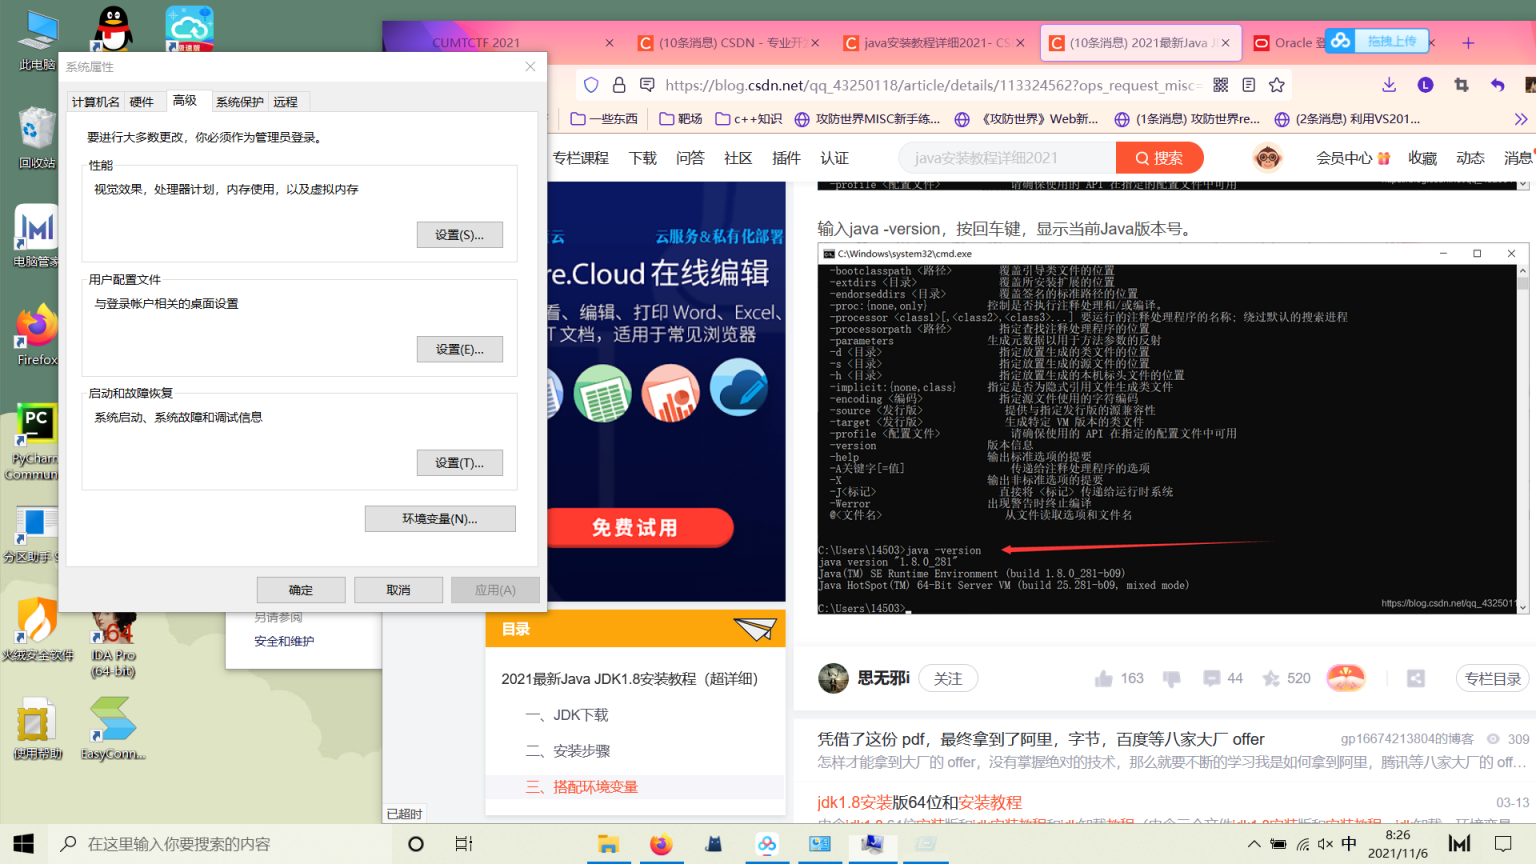 此电脑
回收站
电脑管家
Firefox
PyCharm
Commun
分区助手
火绒安全软件
IDA Pro
(64-bit)
使用帮助
EasyConn...
系统属性
计算机名 硬件 高级 系统保护 远程
要进行大多数更改，你必须作为管理员登录。
性能
视觉效果，处理器计划，内存使用，以及虚拟内存
设置(S)...
用户配置文件
与登录帐户相关的桌面设置
设置(E)...
启动和故障恢复
系统启动、系统故障和调试信息
设置(T)...
环境变量(N)...
确定 取消 应用(A)
另请参阅
安全和维护
CUMTCTF 2021
(10条消息) CSDN - 专业开
java安装教程详细2021- CS
(10条消息) 2021最新Java J
Oracle 登
拖拽上传
https://blog.csdn.net/qq_43250118/article/details/113324562?ops_request_misc=
一些东西 靶场 c++知识 攻防世界MISC新手练... 《攻防世界》Web新... (1条消息) 攻防世界re... (2条消息) 利用VS201...
专栏课程 下载 问答 社区 插件 认证
java安装教程详细2021
搜索
会员中心 收藏 动态 消息
云
云服务&私有化部署
re.Cloud 在线编辑
看、编辑、打印 Word、Excel、
T 文档，适用于常见浏览器
免费试用
目录
2021最新Java JDK1.8安装教程（超详细）
一、JDK下载
二、安装步骤
三、搭配环境变量
已超时
-profile <配置文件> 请确保使用的 API 在指定的配置文件中可用
输入java -version，按回车键，显示当前Java版本号。
C:\Windows\system32\cmd.exe
-bootclasspath <路径> 覆盖引导类文件的位置
-extdirs <目录> 覆盖所安装扩展的位置
-endorseddirs <目录> 覆盖签名的标准路径的位置
-proc:{none,only} 控制是否执行注释处理和/或编译。
-processor <class1>[,<class2>,<class3>...] 要运行的注释处理程序的名称; 绕过默认的搜索进程
-processorpath <路径> 指定查找注释处理程序的位置
-parameters 生成元数据以用于方法参数的反射
-d <目录> 指定放置生成的类文件的位置
-s <目录> 指定放置生成的源文件的位置
-h <目录> 指定放置生成的本机标头文件的位置
-implicit:{none,class} 指定是否为隐式引用文件生成类文件
-encoding <编码> 指定源文件使用的字符编码
-source <发行版> 提供与指定发行版的源兼容性
-target <发行版> 生成特定 VM 版本的类文件
-profile <配置文件> 请确保使用的 API 在指定的配置文件中可用
-version 版本信息
-help 输出标准选项的提要
-A关键字[=值] 传递给注释处理程序的选项
-X 输出非标准选项的提要
-J<标记> 直接将 <标记> 传递给运行时系统
-Werror 出现警告时终止编译
@<文件名> 从文件读取选项和文件名
C:\Users\14503>java -version
java version "1.8.0_281"
Java(TM) SE Runtime Environment (build 1.8.0_281-b09)
Java HotSpot(TM) 64-Bit Server VM (build 25.281-b09, mixed mode)
C:\Users\14503>
https://blog.csdn.net/qq_4325011
思无邪i 关注 163 44 520 专栏目录
凭借了这份 pdf，最终拿到了阿里，字节，百度等八家大厂 offer
gp16674213804的博客 309
怎样才能拿到大厂的 offer，没有掌握绝对的技术，那么就要不断的学习我是如何拿到阿里，腾讯等八家大厂的 off...
jdk1.8安装版64位和安装教程 03-13
在这里输入你要搜索的内容
中
8:26
2021/11/6